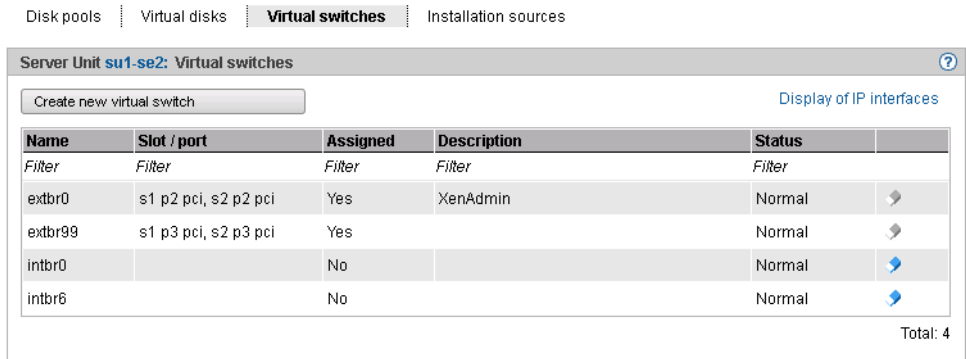 Disk pools Virtual disks Virtual switches Installation sources
Server Unit su1-se2: Virtual switches ?
Create new virtual switch Display of IP interfaces
Name Slot / port Assigned Description Status
Filter Filter Filter Filter Filter
extbr0 s1 p2 pci, s2 p2 pci Yes XenAdmin Normal
extbr99 s1 p3 pci, s2 p3 pci Yes Normal
intbr0 No Normal
intbr6 No Normal
Total: 4